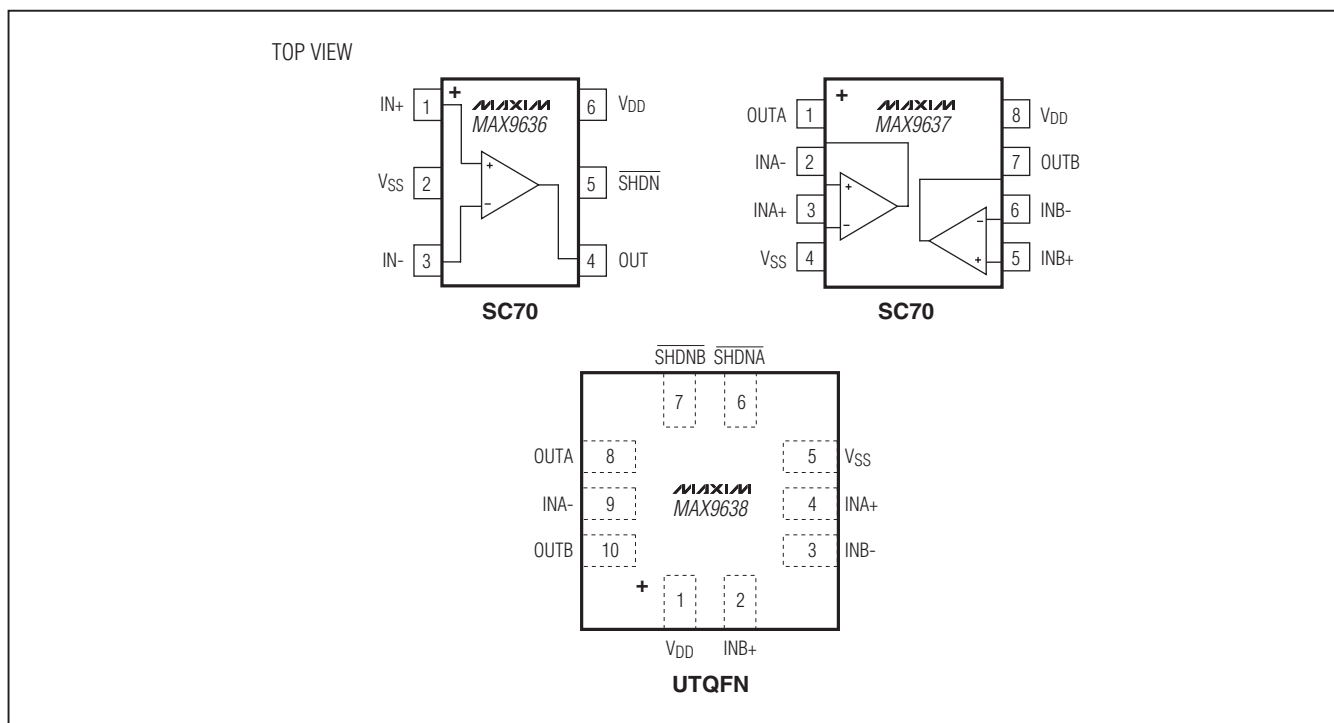 TOP VIEW
IN+ 1 + MAXIM 6 VDD
MAX9636
+
VSS 2 5 SHDN
−
IN- 3 4 OUT
SC70
OUTA 1 + MAXIM 8 VDD
MAX9637
INA- 2 7 OUTB
+
INA+ 3 − − 6 INB-
VSS 4 + 5 INB+
SC70
SHDNB SHDNA
7 6
OUTA 8 5 VSS
INA- 9 MAXIM 4 INA+
MAX9638
OUTB 10 3 INB-
+ 1 2
VDD INB+
UTQFN